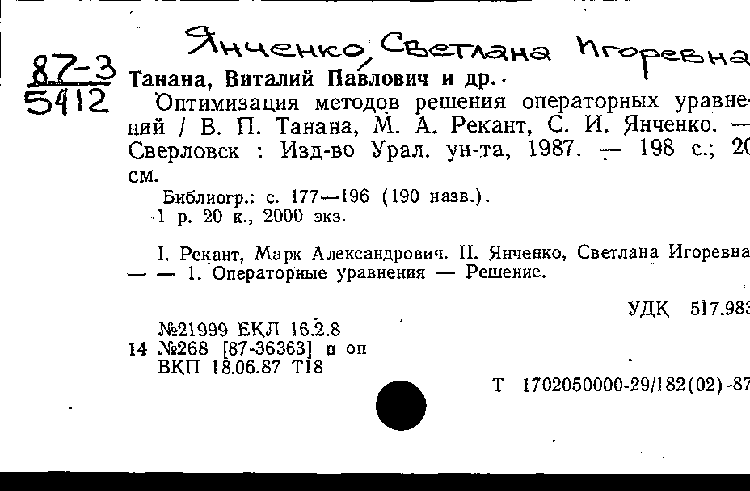 Янченко, Светлана Игоревна
87-3
5412
Танана, Виталий Павлович и др.
Оптимизация методов решения операторных уравне-
ний / В. П. Танана, М. А. Рекант, С. И. Янченко. —
Сверловск : Изд-во Урал. ун-та, 1987. — 198 с.; 20
см.
Библиогр.: с. 177—196 (190 назв.).
1 р. 20 к., 2000 экз.
I. Рекант, Марк Александрович. II. Янченко, Светлана Игоревна
— — 1. Операторные уравнения — Решение.
УДК 517.983
№21999 ЕКЛ 16.2.8
14 №268 [87-36363] п оп
ВКП 18.06.87 Т18
Т 1702050000-29/182(02)-87